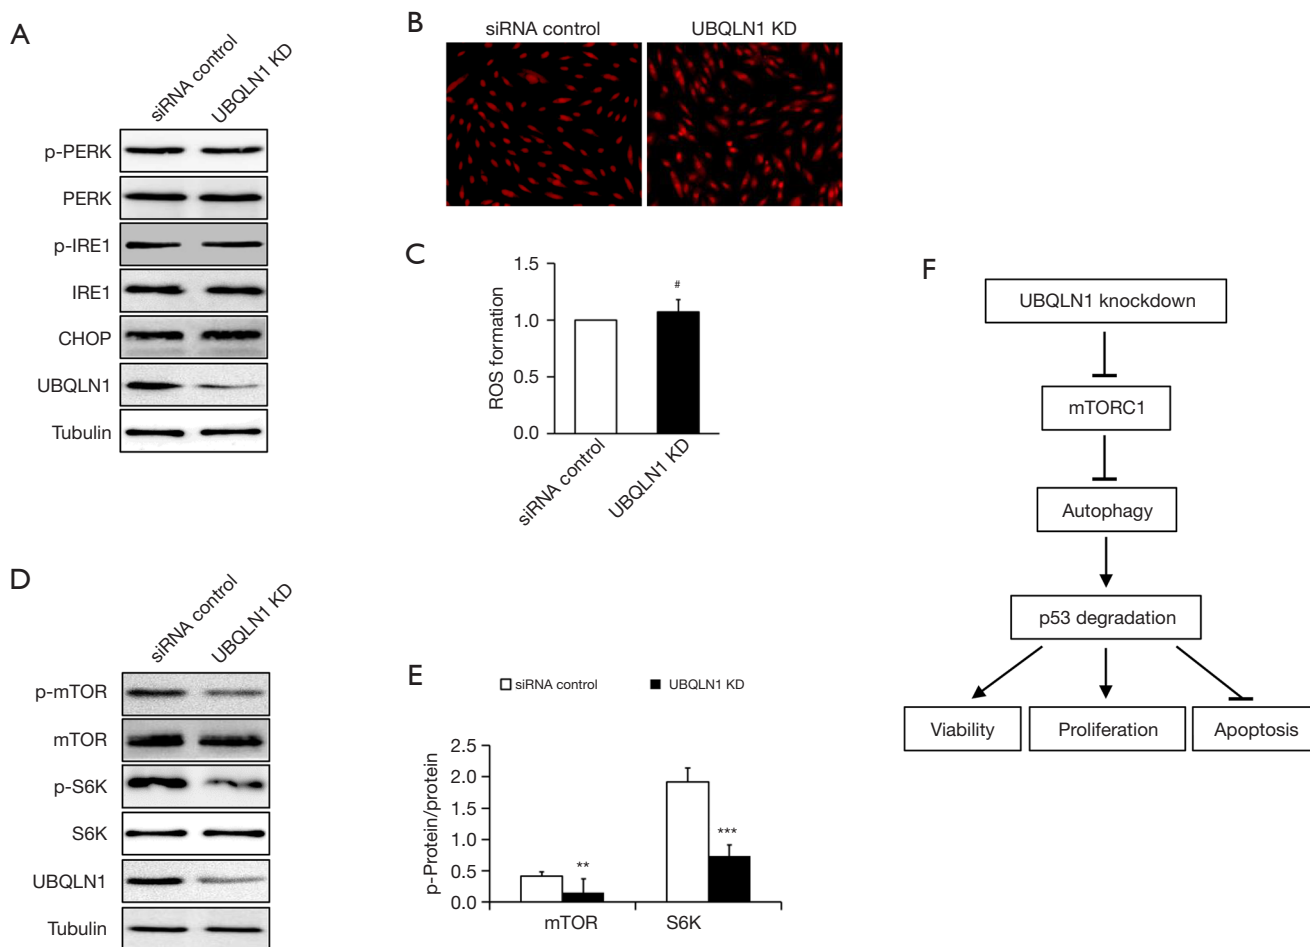 A
siRNA control
UBQLN1 KD
p-PERK
PERK
p-IRE1
IRE1
CHOP
UBQLN1
Tubulin
B
siRNA control
UBQLN1 KD
C
ROS formation
1.5
1.0
0.5
0.0
#
siRNA control
UBQLN1 KD
D
siRNA control
UBQLN1 KD
p-mTOR
mTOR
p-S6K
S6K
UBQLN1
Tubulin
E
siRNA control
UBQLN1 KD
p-Protein/protein
2.5
2.0
1.5
1.0
0.5
0.0
**
***
mTOR
S6K
F
UBQLN1 knockdown
mTORC1
Autophagy
p53 degradation
Viability
Proliferation
Apoptosis